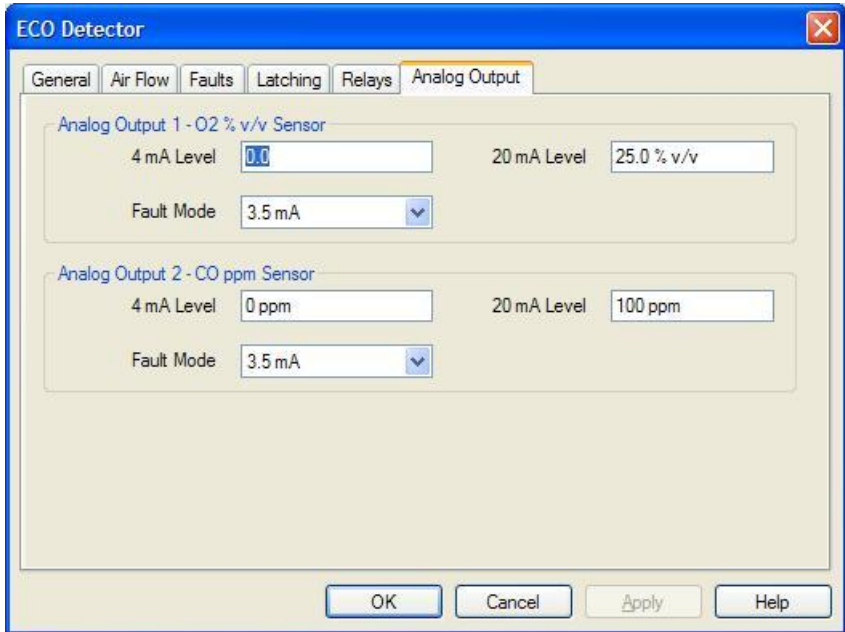 ECO Detector
General Air Flow Faults Latching Relays Analog Output
Analog Output 1 - O2 % v/v Sensor
4 mA Level 0.0 20 mA Level 25.0 % v/v
Fault Mode 3.5 mA
Analog Output 2 - CO ppm Sensor
4 mA Level 0 ppm 20 mA Level 100 ppm
Fault Mode 3.5 mA
OK Cancel Apply Help